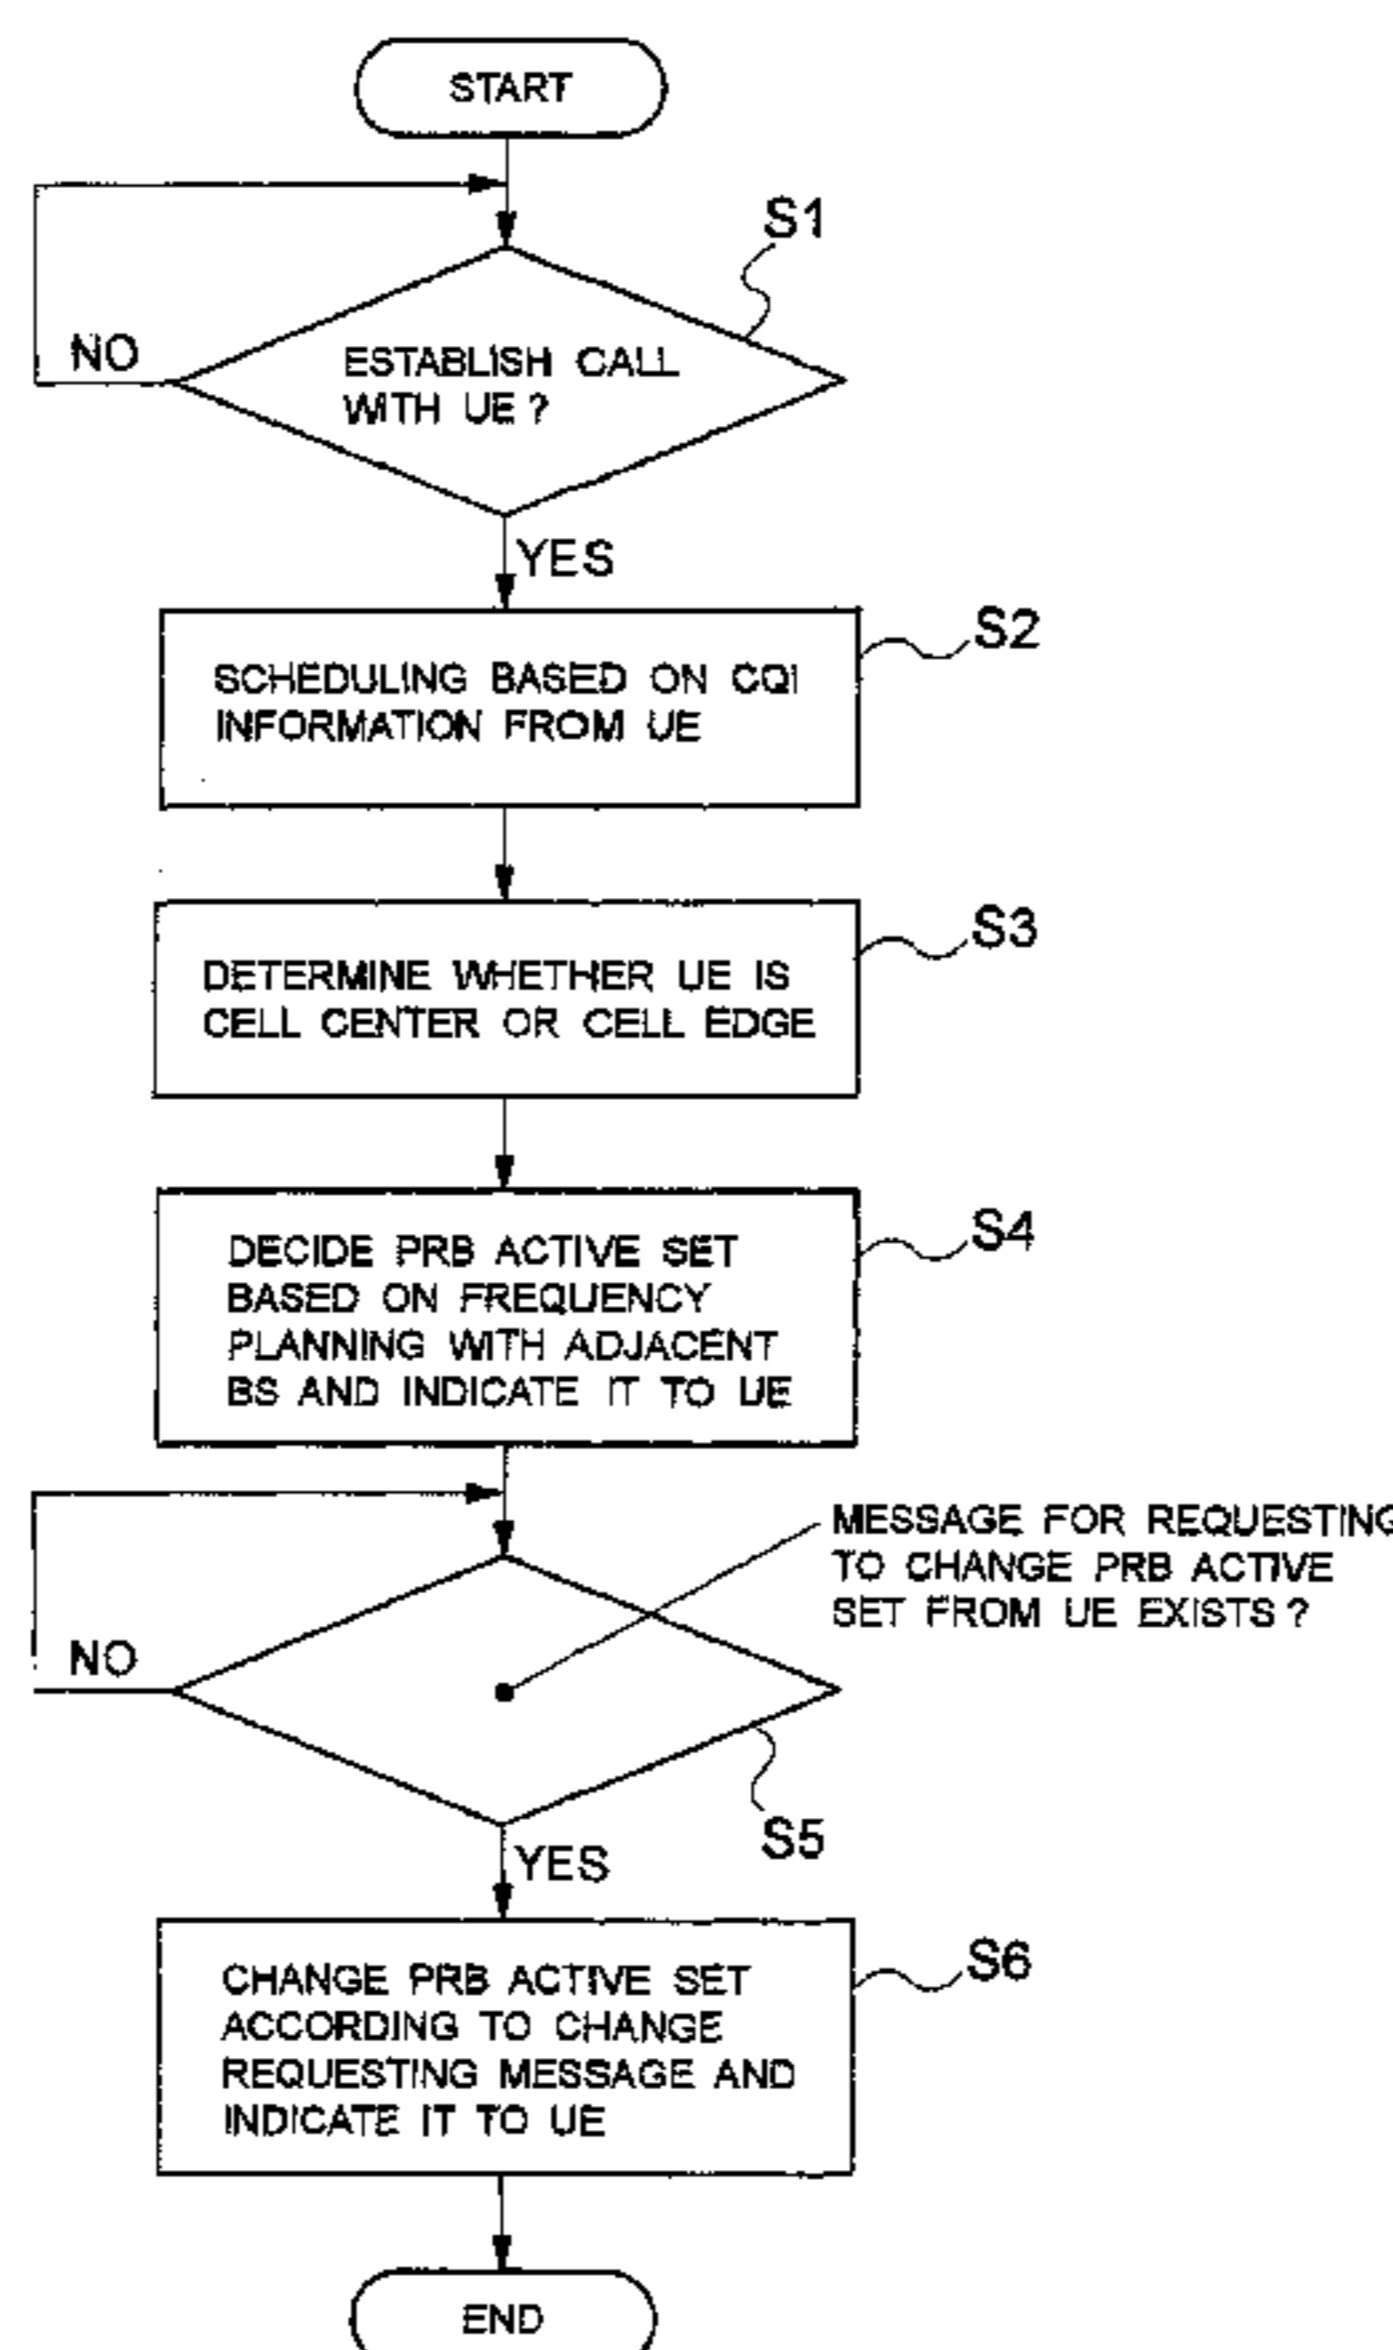 START
S1
NO
ESTABLISH CALL
WITH UE ?
YES
S2
SCHEDULING BASED ON CQI
INFORMATION FROM UE
S3
DETERMINE WHETHER UE IS
CELL CENTER OR CELL EDGE
S4
DECIDE PRB ACTIVE SET
BASED ON FREQUENCY
PLANNING WITH ADJACENT
BS AND INDICATE IT TO UE
MESSAGE FOR REQUESTING
TO CHANGE PRB ACTIVE
SET FROM UE EXISTS ?
NO
S5
YES
S6
CHANGE PRB ACTIVE SET
ACCORDING TO CHANGE
REQUESTING MESSAGE AND
INDICATE IT TO UE
END